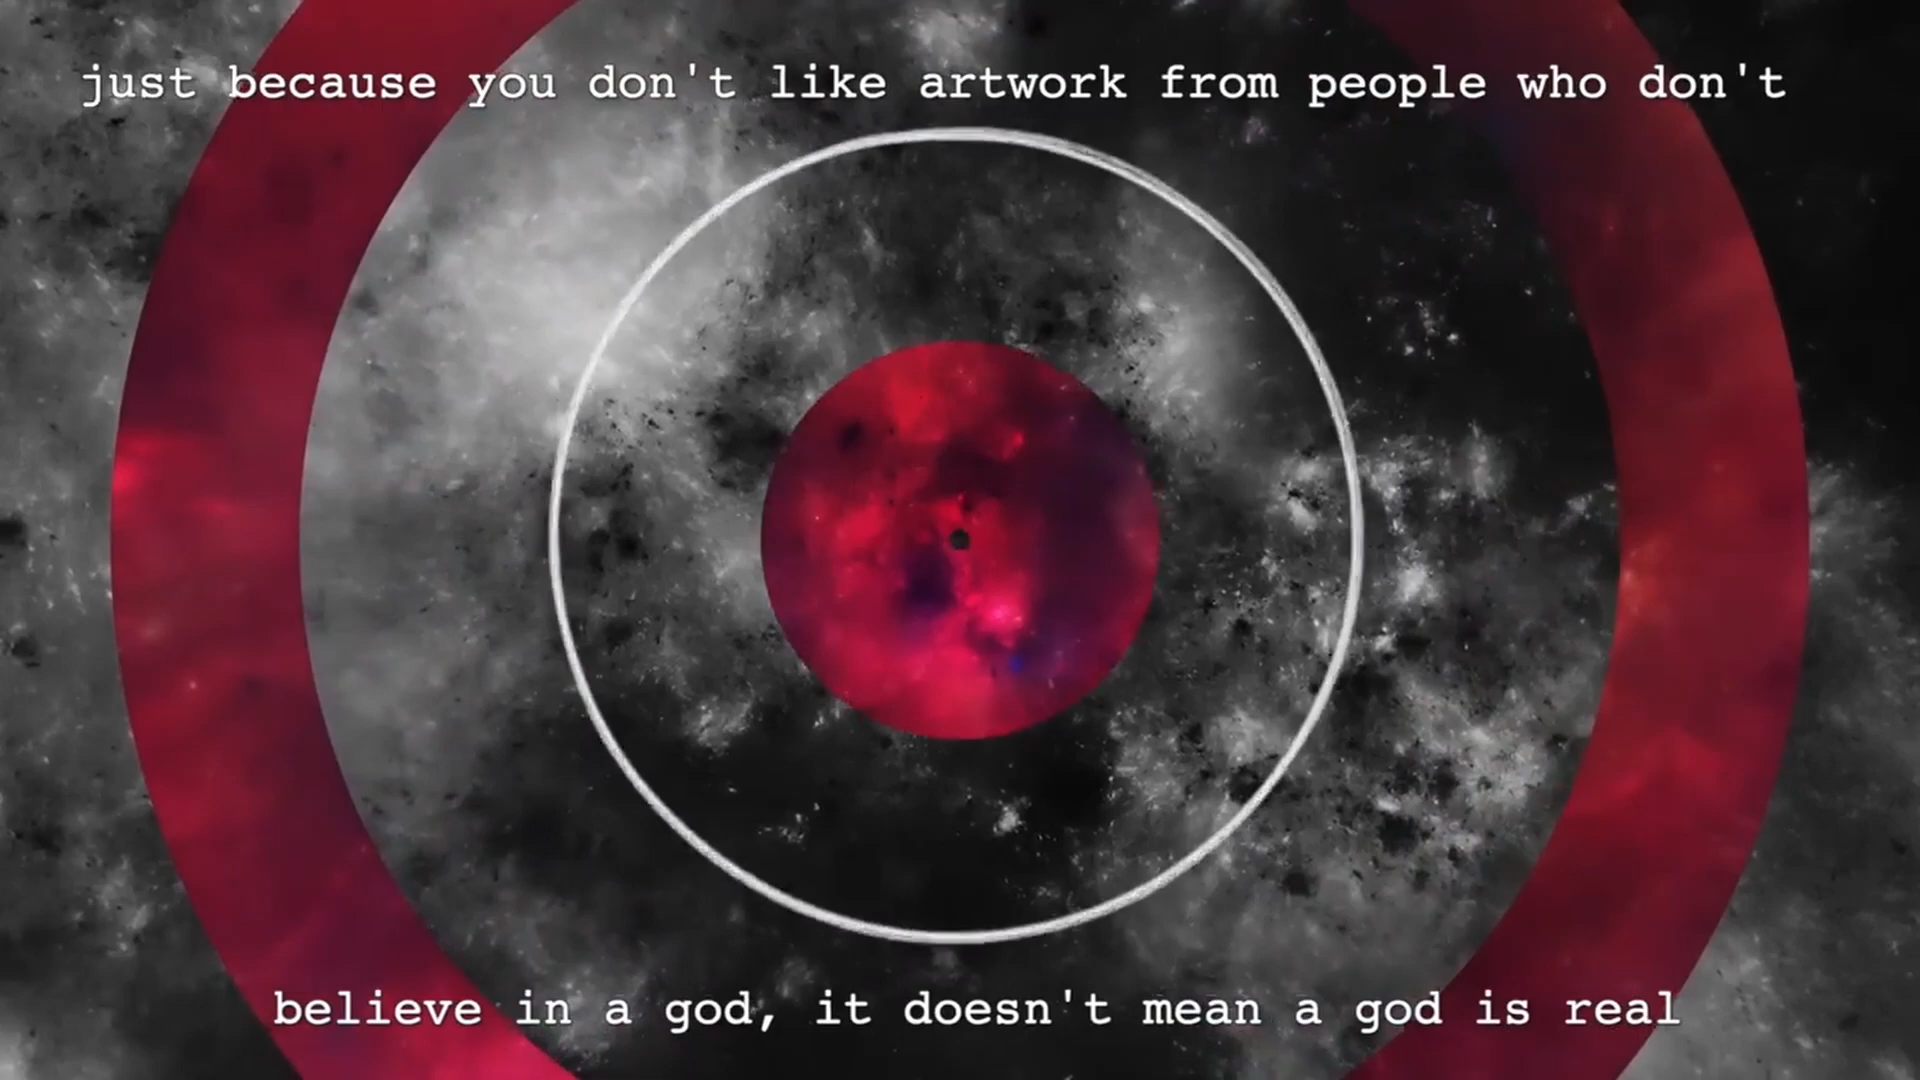 just because you don't like artwork from people who don't
believe in a god, it doesn't mean a god is real